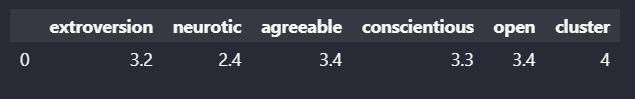 extroversion neurotic agreeable conscientious open cluster
0 3.2 2.4 3.4 3.3 3.4 4